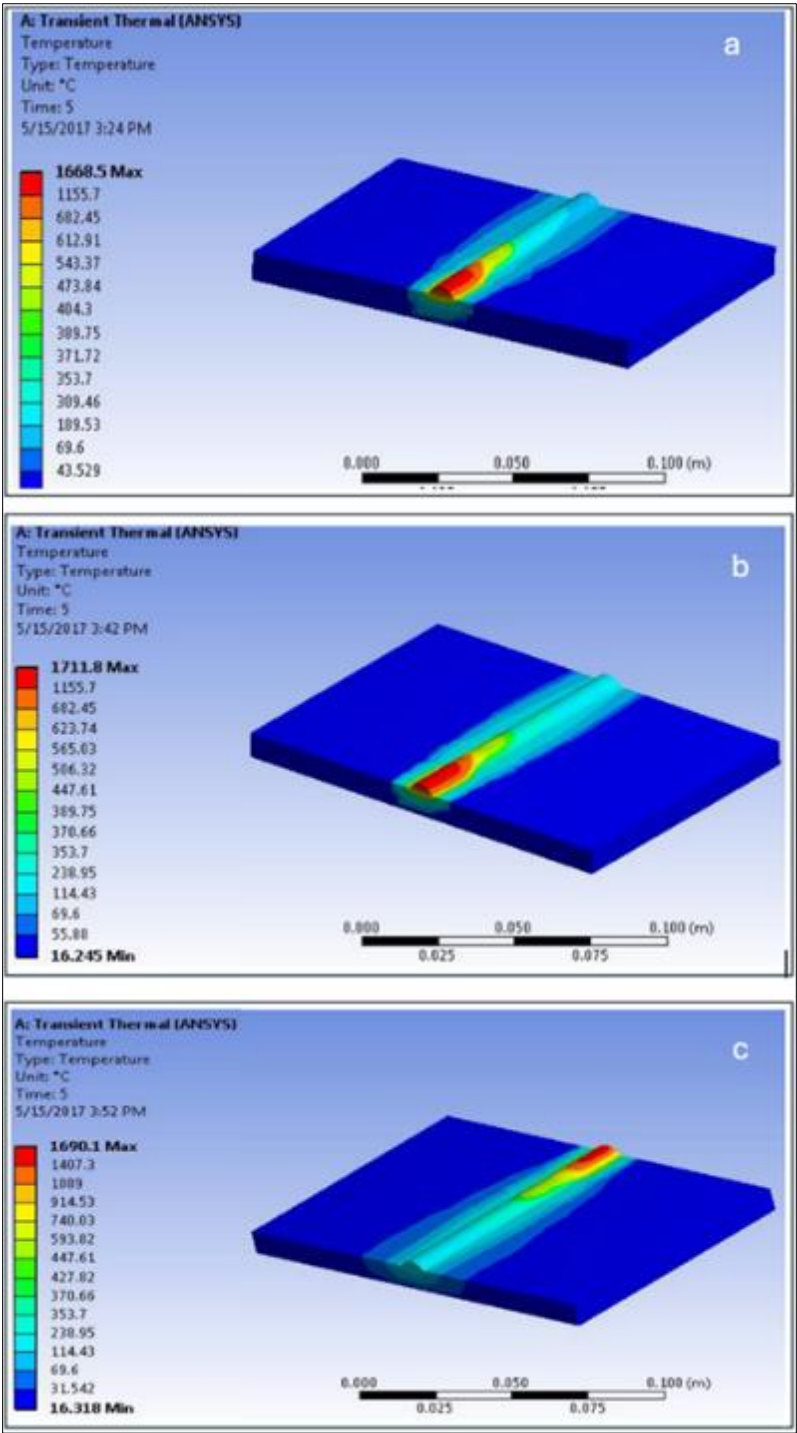 A: Transient Thermal (ANSYS)
Temperature
Type: Temperature
Unit: °C
Time: 5
5/15/2017 3:24 PM
a
1668.5 Max
1155.7
682.45
612.91
543.37
473.84
404.3
389.75
371.72
353.7
309.46
189.53
69.6
43.529
0.000 0.050 0.100 (m)
A: Transient Thermal (ANSYS)
Temperature
Type: Temperature
Unit: °C
Time: 5
5/15/2017 3:42 PM
b
1711.8 Max
1155.7
682.45
623.74
565.03
506.32
447.61
389.75
370.66
353.7
238.95
114.43
69.6
55.88
16.245 Min
0.000 0.050 0.100 (m)
0.025 0.075
A: Transient Thermal (ANSYS)
Temperature
Type: Temperature
Unit: °C
Time: 5
5/15/2017 3:52 PM
c
1690.1 Max
1407.3
1089
914.53
740.03
593.82
447.61
427.82
370.66
353.7
238.95
114.43
69.6
31.542
16.318 Min
0.000 0.050 0.100 (m)
0.025 0.075